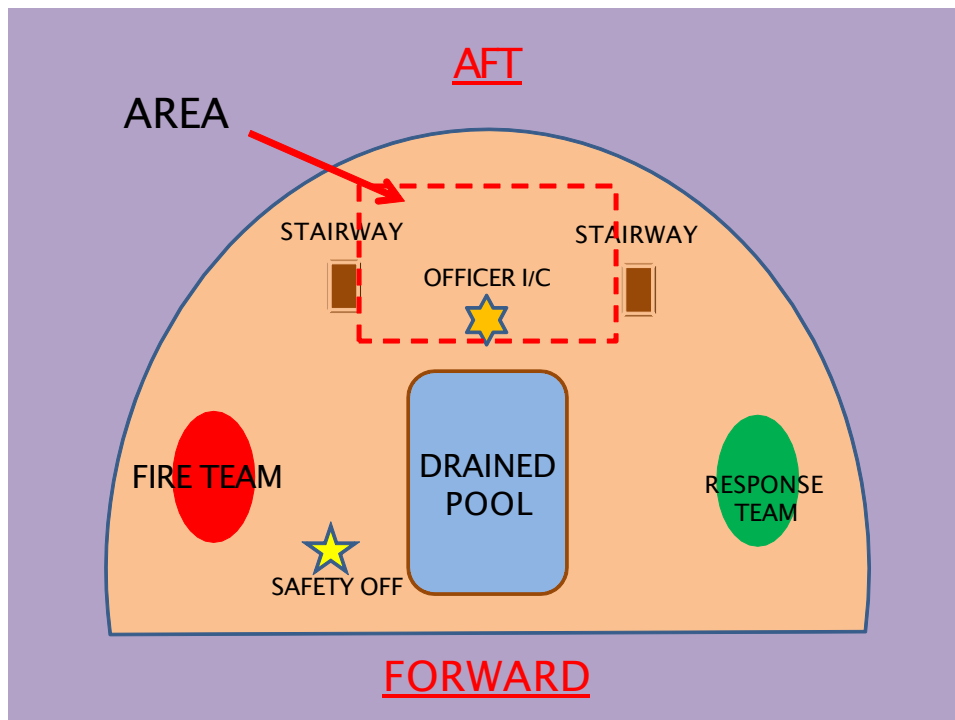 AFT
AREA
STAIRWAY
STAIRWAY
OFFICER I/C
FIRE TEAM
DRAINED
POOL
RESPONSE
TEAM
SAFETY OFF
FORWARD